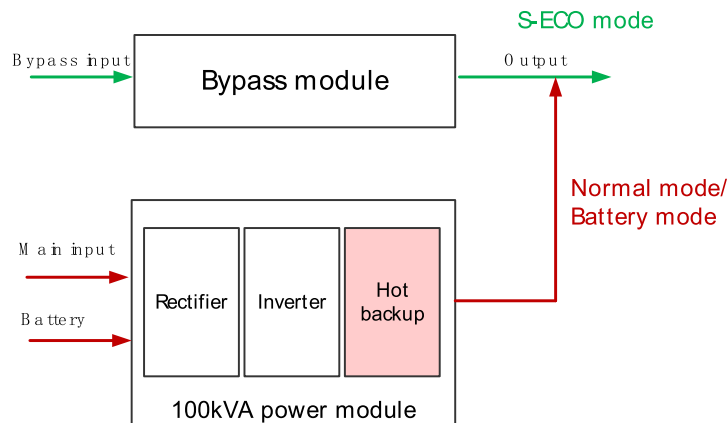 S-ECO mode
Bypass input
Bypass module
Output
Normal mode/
Battery mode
Main input
Battery
Rectifier
Inverter
Hot
backup
100kVA power module